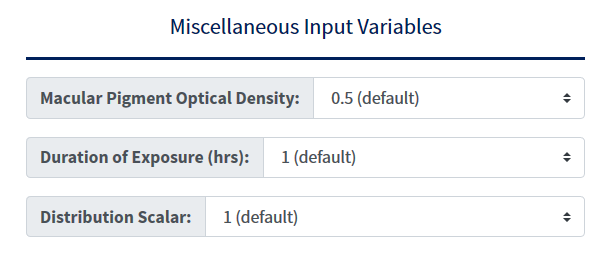 Miscellaneous Input Variables
Macular Pigment Optical Density: 0.5 (default)
Duration of Exposure (hrs): 1 (default)
Distribution Scalar: 1 (default)